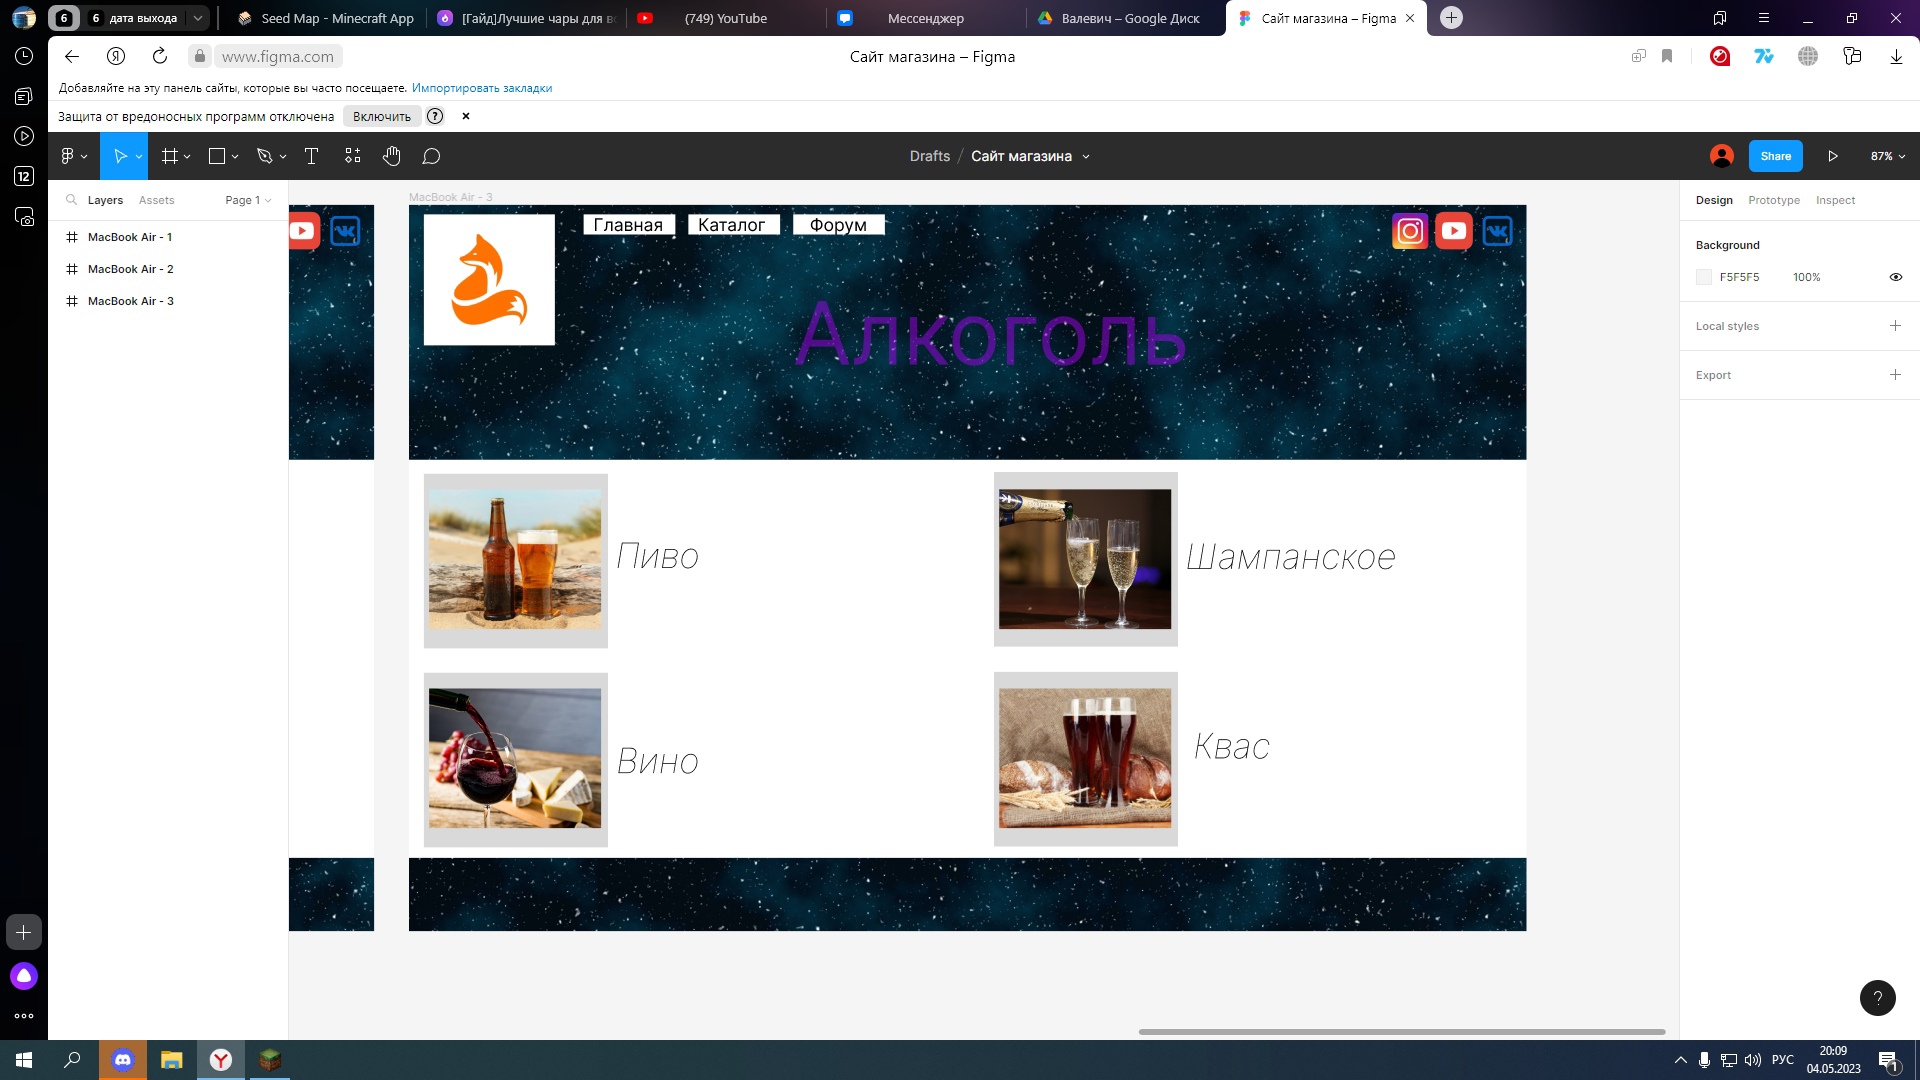 6 дата выхода
Seed Map - Minecraft App
[Гайд]Лучшие чары для в
(749) YouTube
Мессенджер
Валевич – Google Диск
Сайт магазина – Figma
www.figma.com
Сайт магазина – Figma
Добавляйте на эту панель сайты, которые вы часто посещаете. Импортировать закладки
Защита от вредоносных программ отключена Включить ?
12
Drafts / Сайт магазина
Share
87%
Layers Assets Page 1
MacBook Air - 1
MacBook Air - 2
MacBook Air - 3
MacBook Air - 3
Главная Каталог Форум
Алкоголь
Пиво
Шампанское
Вино
Квас
Design Prototype Inspect
Background
F5F5F5 100%
Local styles
Export
?
РУС
20:09
04.05.2023
1